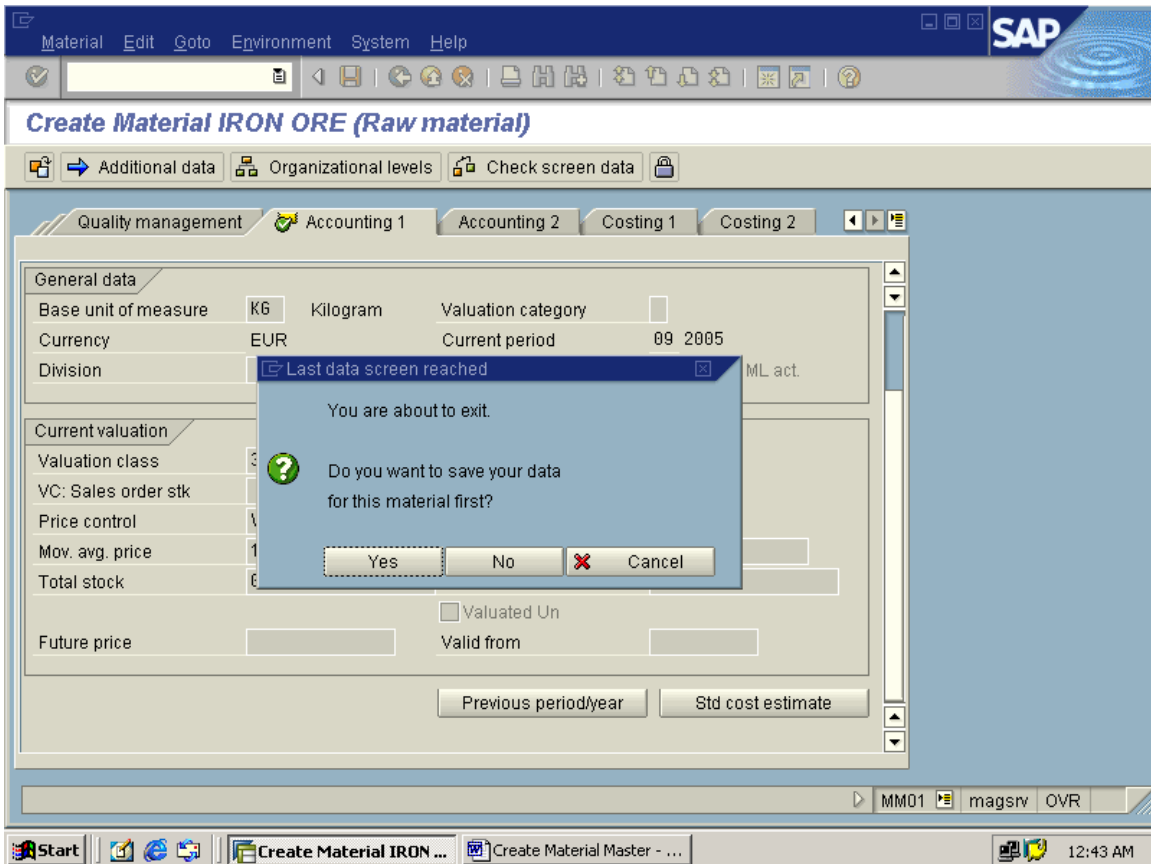 Material Edit Goto Environment System Help
SAP
Create Material IRON ORE (Raw material)
Additional data Organizational levels Check screen data
Quality management Accounting 1 Accounting 2 Costing 1 Costing 2
General data
Base unit of measure KG Kilogram Valuation category
Currency EUR Current period 09 2005
Division ML act.
Last data screen reached
You are about to exit.
Do you want to save your data
for this material first?
Yes No Cancel
Current valuation
Valuation class 3
VC: Sales order stk
Price control V
Mov. avg. price 1
Total stock
Valuated Un
Future price Valid from
Previous period/year Std cost estimate
MM01 magsrv OVR
Start Create Material IRON ... Create Material Master - ... 12:43 AM